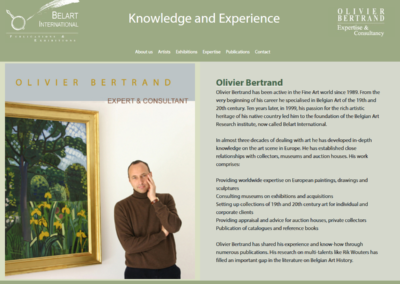 BELART
INTERNATIONAL
PUBLICATIONS &
EXHIBITIONS
Knowledge and Experience
OLIVIER
BERTRAND
Expertise &
Consultancy
About us Artists Exhibitions Expertise Publications Contact
OLIVIER BERTRAND
EXPERT & CONSULTANT
Olivier Bertrand
Olivier Bertrand has been active in the Fine Art world since 1989. From the
very beginning of his career he specialised in Belgian Art of the 19th and
20th century. Ten years later, in 1999, his passion for the rich artistic
heritage of his native country led him to the foundation of the Belgian Art
Research Institute, now called Belart International.
In almost three decades of dealing with art he has developed in-depth
knowledge on the art scene in Europe. He has established close
relationships with collectors, museums and auction houses. His work
comprises:
Providing worldwide expertise on European paintings, drawings and
sculptures
Consulting museums on exhibitions and acquisitions
Setting up collections of 19th and 20th century art for individual and
corporate clients
Providing appraisal and advice for auction houses, private collectors
Publication of catalogues and reference books
Olivier Bertrand has shared his experience and know-how through
numerous publications. His research on multi-talents like Rik Wouters has
filled an important gap in the literature on Belgian Art History.